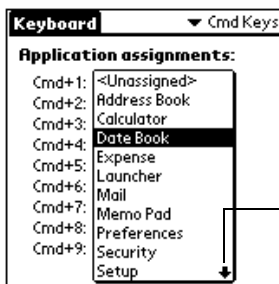 Keyboard ▼ Cmd Keys
Application assignments:
Cmd+1: <Unassigned>
Cmd+2: Address Book
Cmd+3: Calculator
Cmd+4: Date Book
Cmd+5: Expense
Cmd+6: Launcher
Cmd+7: Mail
Cmd+8: Memo Pad
Cmd+9: Preferences
Security
Setup